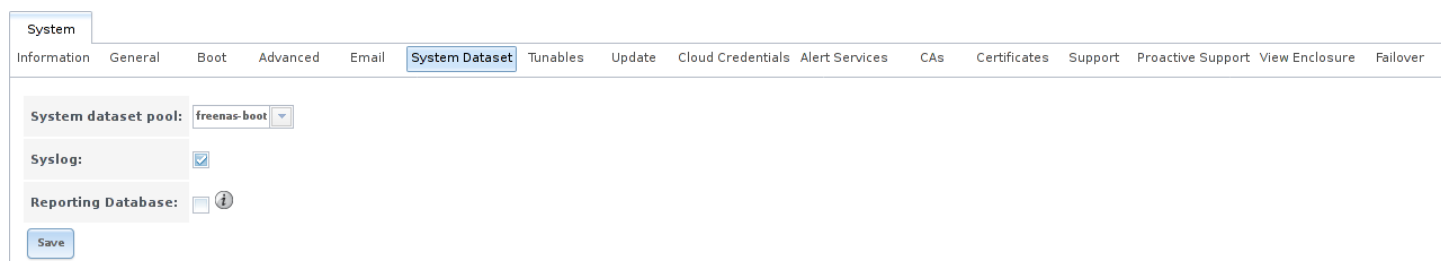 System
Information General Boot Advanced Email System Dataset Tunables Update Cloud Credentials Alert Services CAs Certificates Support Proactive Support View Enclosure Failover
System dataset pool: freenas-boot
Syslog:
Reporting Database: i
Save